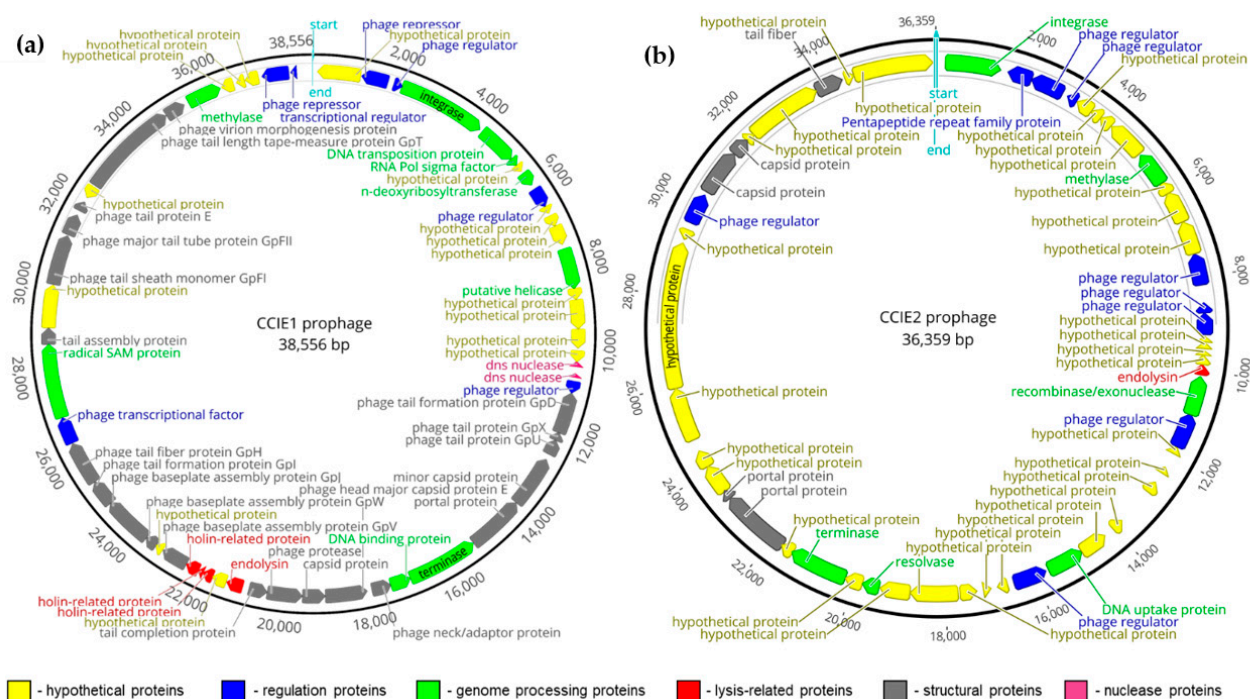 (a)
CCIE1 prophage
38,556 bp
38,556
start
end
2,000
4,000
6,000
8,000
10,000
12,000
14,000
16,000
18,000
20,000
22,000
24,000
26,000
28,000
30,000
32,000
34,000
36,000
phage repressor
hypothetical protein
phage regulator
integrase
DNA transposition protein
RNA Pol sigma factor
hypothetical protein
n-deoxyribosyltransferase
phage regulator
hypothetical protein
hypothetical protein
hypothetical protein
putative helicase
hypothetical protein
hypothetical protein
hypothetical protein
hypothetical protein
dns nuclease
dns nuclease
phage regulator
phage tail formation protein GpD
phage tail protein GpX
phage tail protein GpU
minor capsid protein
phage head major capsid protein E
portal protein
terminase
DNA binding protein
phage neck/adaptor protein
phage protease
capsid protein
tail completion protein
endolysin
hypothetical protein
holin-related protein
holin-related protein
holin-related protein
phage baseplate assembly protein GpV
hypothetical protein
phage baseplate assembly protein GpW
phage baseplate assembly protein GpJ
phage tail formation protein GpI
phage tail fiber protein GpH
phage transcriptional factor
radical SAM protein
tail assembly protein
hypothetical protein
phage tail sheath monomer GpFI
phage major tail tube protein GpFII
phage tail protein E
hypothetical protein
phage tail length tape-measure protein GpT
phage virion morphogenesis protein
methylase
hypothetical protein
hypothetical protein
hypothetical protein
phage repressor
transcriptional regulator
(b)
CCIE2 prophage
36,359 bp
36,359
start
end
2,000
4,000
6,000
8,000
10,000
12,000
14,000
16,000
18,000
20,000
22,000
24,000
26,000
28,000
30,000
32,000
34,000
integrase
phage regulator
phage regulator
hypothetical protein
Pentapeptide repeat family protein
hypothetical protein
hypothetical protein
hypothetical protein
methylase
hypothetical protein
hypothetical protein
hypothetical protein
phage regulator
phage regulator
phage regulator
hypothetical protein
hypothetical protein
hypothetical protein
hypothetical protein
endolysin
recombinase/exonuclease
phage regulator
hypothetical protein
hypothetical protein
hypothetical protein
hypothetical protein
hypothetical protein
DNA uptake protein
phage regulator
hypothetical protein
hypothetical protein
hypothetical protein
resolvase
hypothetical protein
hypothetical protein
terminase
hypothetical protein
portal protein
portal protein
hypothetical protein
hypothetical protein
hypothetical protein
hypothetical protein
hypothetical protein
phage regulator
capsid protein
capsid protein
hypothetical protein
hypothetical protein
tail fiber
hypothetical protein
hypothetical protein
- hypothetical proteins
- regulation proteins
- genome processing proteins
- lysis-related proteins
- structural proteins
- nuclease proteins